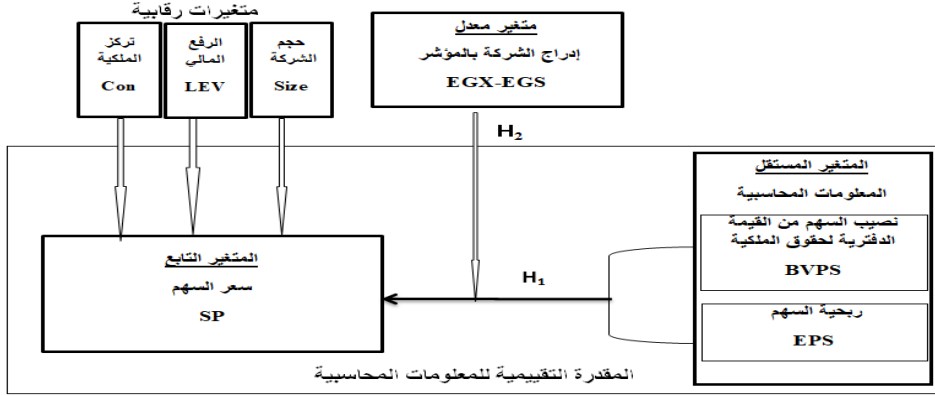 متغيرات رقابية
حجم
الشركة
Size
الرفع
المالي
LEV
تركز
الملكية
Con
متغير معدل
إدراج الشركة بالمؤشر
EGX-EGS
H₂
المتغير المستقل
المعلومات المحاسبية
نصيب السهم من القيمة
الدفترية لحقوق الملكية
BVPS
ربحية السهم
EPS
H₁
المتغير التابع
سعر السهم
SP
المقدرة التقييمية للمعلومات المحاسبية